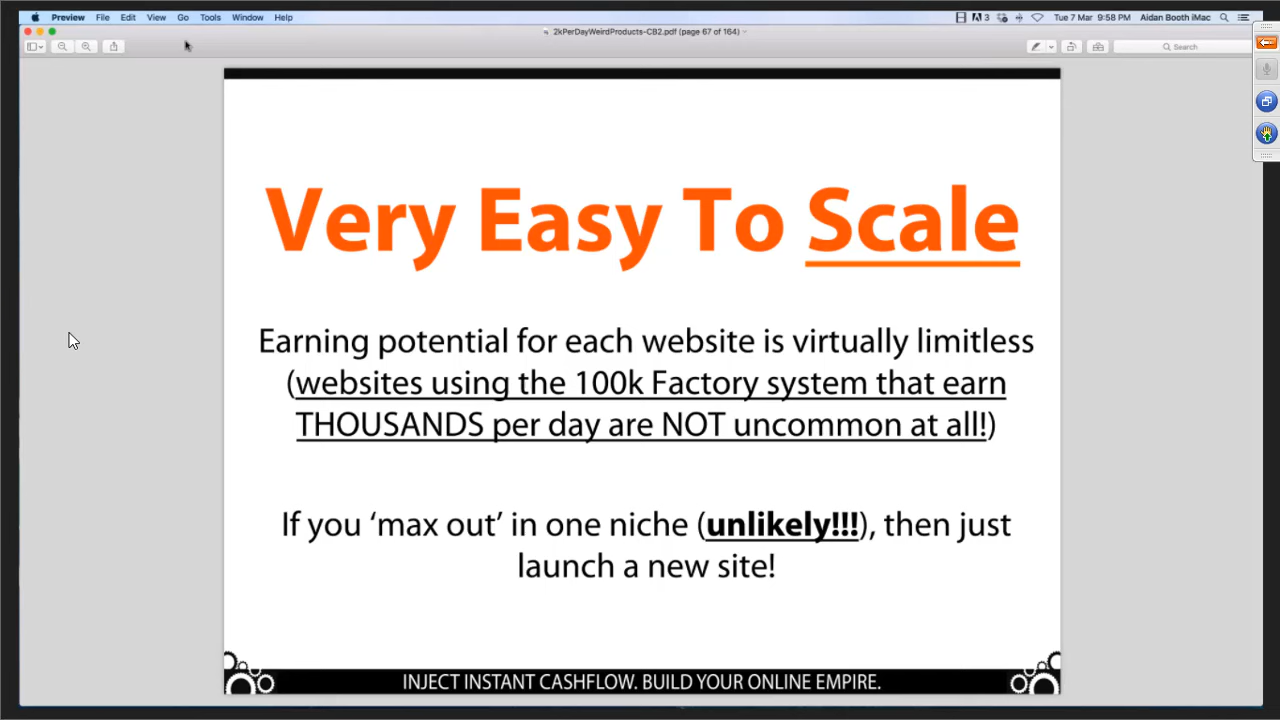 Preview File Edit View Go Tools Window Help 3 Tue 7 Mar 9:58 PM Aidan Booth iMac
2kPerDayWeirdProducts-CB2.pdf (page 67 of 164)
Search
Very Easy To Scale
Earning potential for each website is virtually limitless
(websites using the 100k Factory system that earn
THOUSANDS per day are NOT uncommon at all!)
If you ‘max out’ in one niche (unlikely!!!), then just
launch a new site!
INJECT INSTANT CASHFLOW. BUILD YOUR ONLINE EMPIRE.